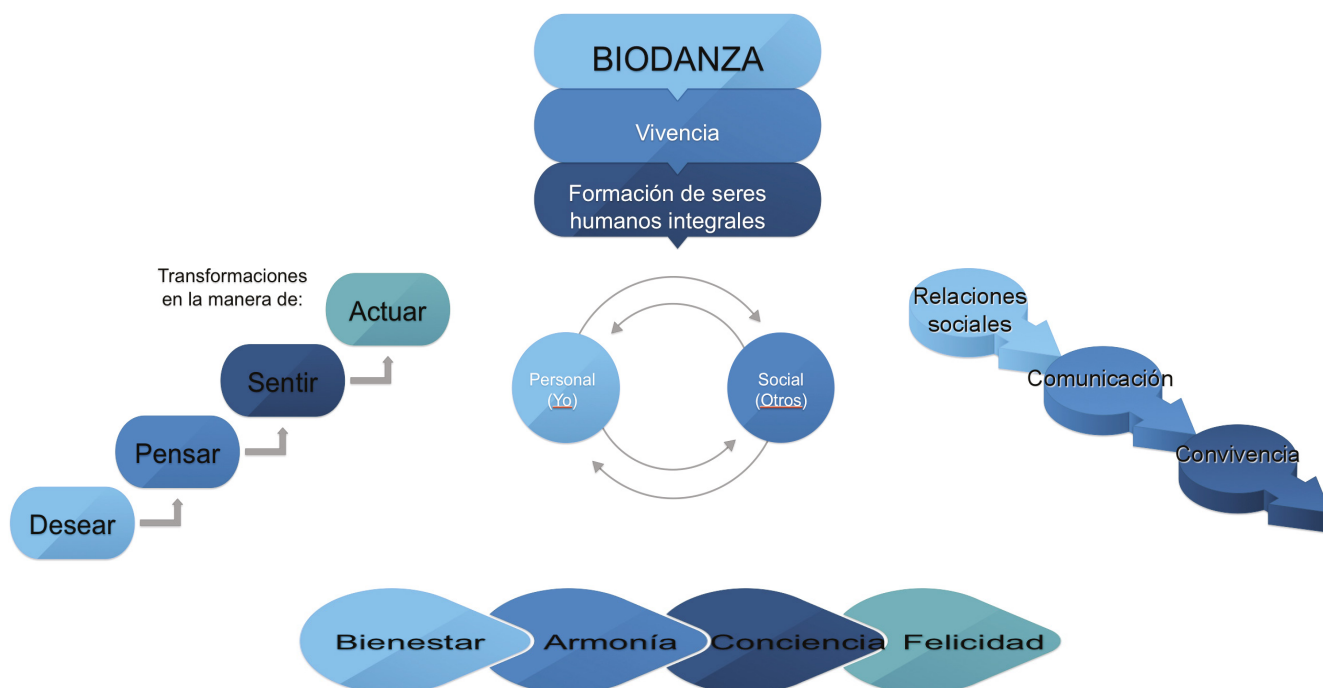 BIODANZA
Vivencia
Formación de seres
humanos integrales
Transformaciones
en la manera de:
Actuar
Sentir
Pensar
Desear
Personal
(Yo)
Social
(Otros)
Relaciones
sociales
Comunicación
Convivencia
Bienestar
Armonía
Conciencia
Felicidad